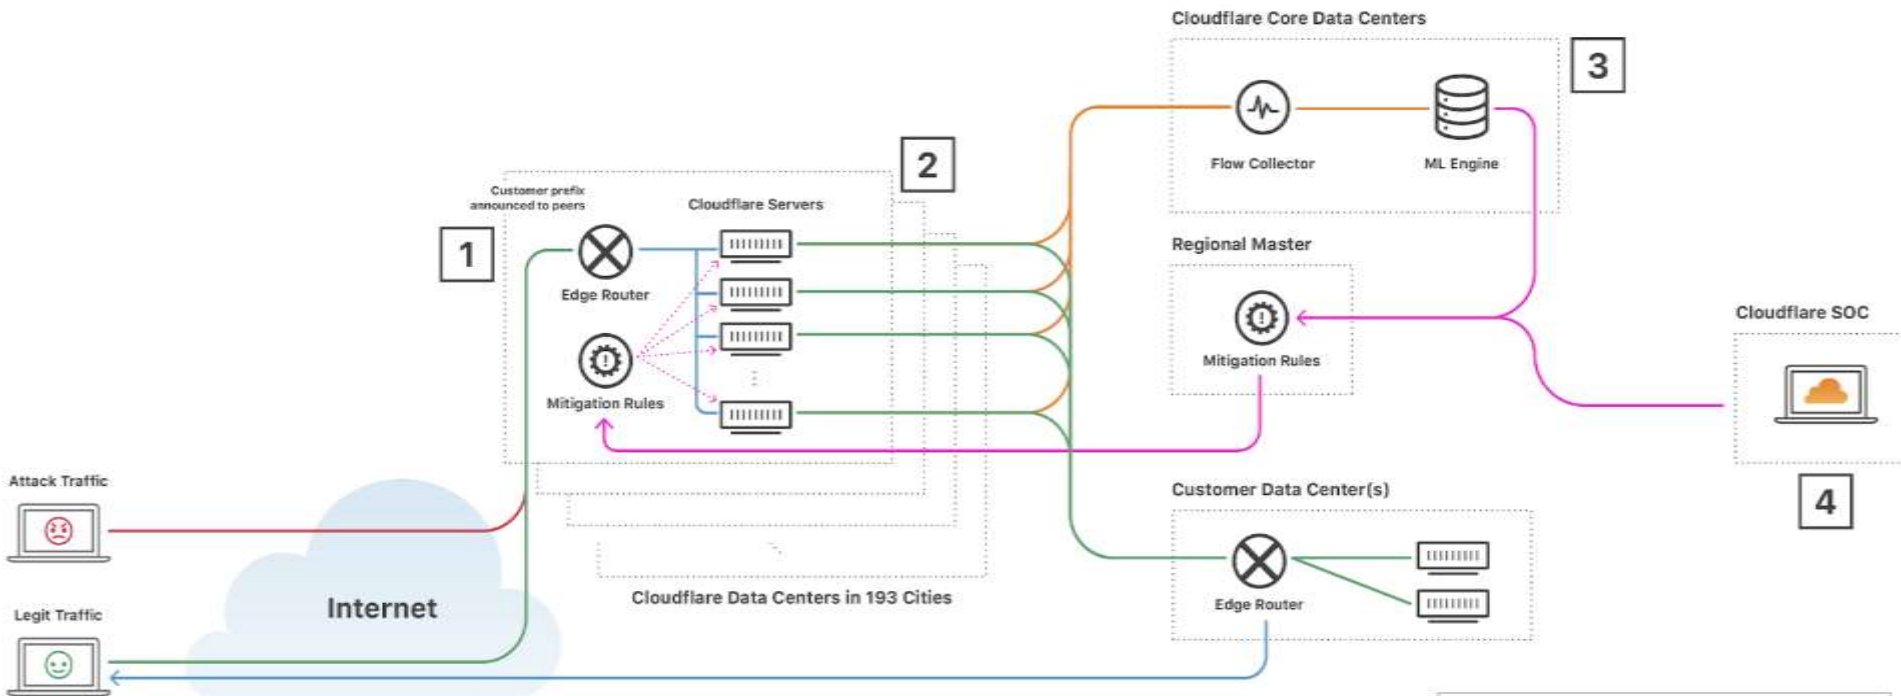 Cloudflare Core Data Centers
3
Flow Collector
ML Engine
2
Customer prefix
announced to peers
Cloudflare Servers
1
Edge Router
Mitigation Rules
Regional Master
Mitigation Rules
Cloudflare SOC
4
Attack Traffic
Legit Traffic
Internet
Cloudflare Data Centers in 193 Cities
Customer Data Center(s)
Edge Router